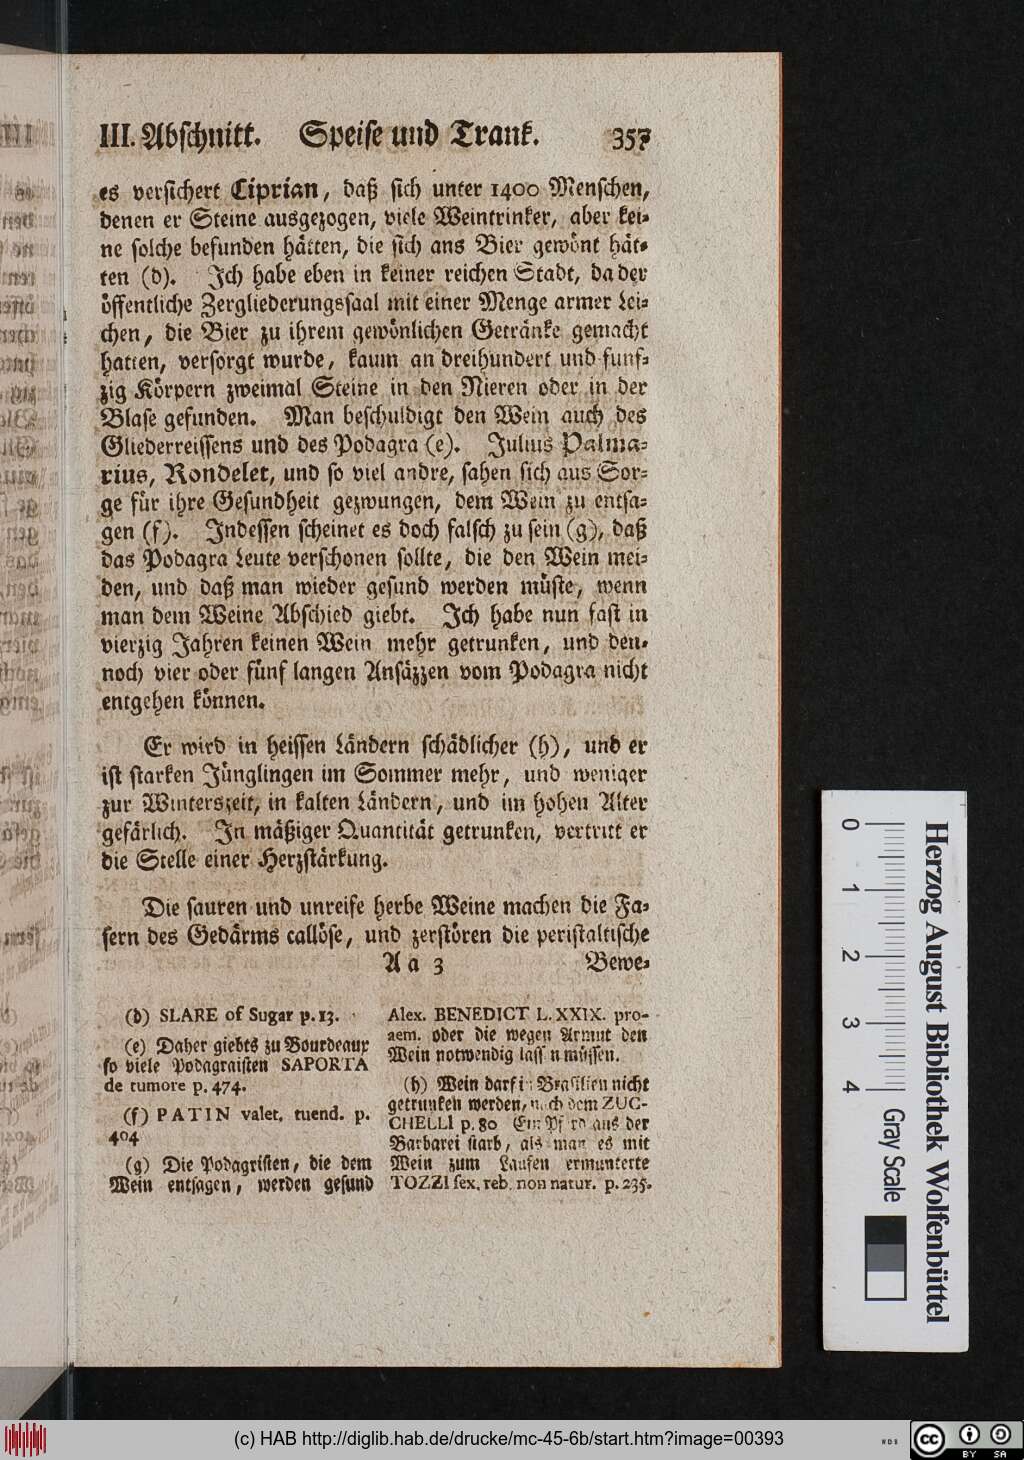 III. Abschnitt. Speise und Trank. 357
es versichert Ciprian, daß sich unter 1400 Menschen,
denen er Steine ausgezogen, viele Weintrinker, aber kei-
ne solche befunden hätten, die sich ans Bier gewönt hät-
ten (d). Ich habe eben in keiner reichen Stadt, da der
öffentliche Zergliederungssaal mit einer Menge armer Lei-
chen, die Bier zu ihrem gewönlichen Getränke gemacht
hatten, versorgt wurde, kaum an dreihundert und funf-
zig Körpern zweimal Steine in den Nieren oder in der
Blase gefunden. Man beschuldigt den Wein auch des
Gliederreissens und des Podagra (e). Julius Palma-
rius, Rondelet, und so viel andre, sahen sich aus Sor-
ge für ihre Gesundheit gezwungen, dem Wein zu entsa-
gen (f). Indessen scheinet es doch falsch zu sein (g), daß
das Podagra Leute verschonen sollte, die den Wein mei-
den, und daß man wieder gesund werden müste, wenn
man dem Weine Abschied giebt. Ich habe nun fast in
vierzig Jahren keinen Wein mehr getrunken, und den-
noch vier oder fünf langen Ansäzzen vom Podagra nicht
entgehen können.
Er wird in heissen Ländern schädlicher (h), und er
ist starken Jünglingen im Sommer mehr, und weniger
zur Winterszeit, in kalten Ländern, und im hohen Alter
gefärlich. In mäßiger Quantität getrunken, vertritt er
die Stelle einer Herzstärkung.
Die sauren und unreife herbe Weine machen die Fa-
sern des Gedärms callöse, und zerstören die peristaltische
Aa 3 Bewe-
(d) SLARE of Sugar p. 13.
(e) Daher giebts zu Bourdeaux
so viele Podagraisten SAPORTA
de tumore p. 474.
(f) PATIN valet. tuend. p.
404
(g) Die Podagristen, die dem
Wein entsagen, werden gesund
Alex. BENEDICT L. XXIX. pro-
aem. oder die wegen Armut den
Wein notwendig lassen müssen.
(h) Wein darf in Brasilien nicht
getrunken werden, nach dem ZUC-
CHELLI p. 80 Ein Pferd aus der
Barbarei starb, als man es mit
Wein zum Laufen ermunterte
TOZZI sex. reb. non natur. p. 235.
Herzog August Bibliothek Wolfenbüttel
0 1 2 3 4
Gray Scale
(c) HAB http://diglib.hab.de/drucke/mc-45-6b/start.htm?image=00393
WDB
cc BY SA